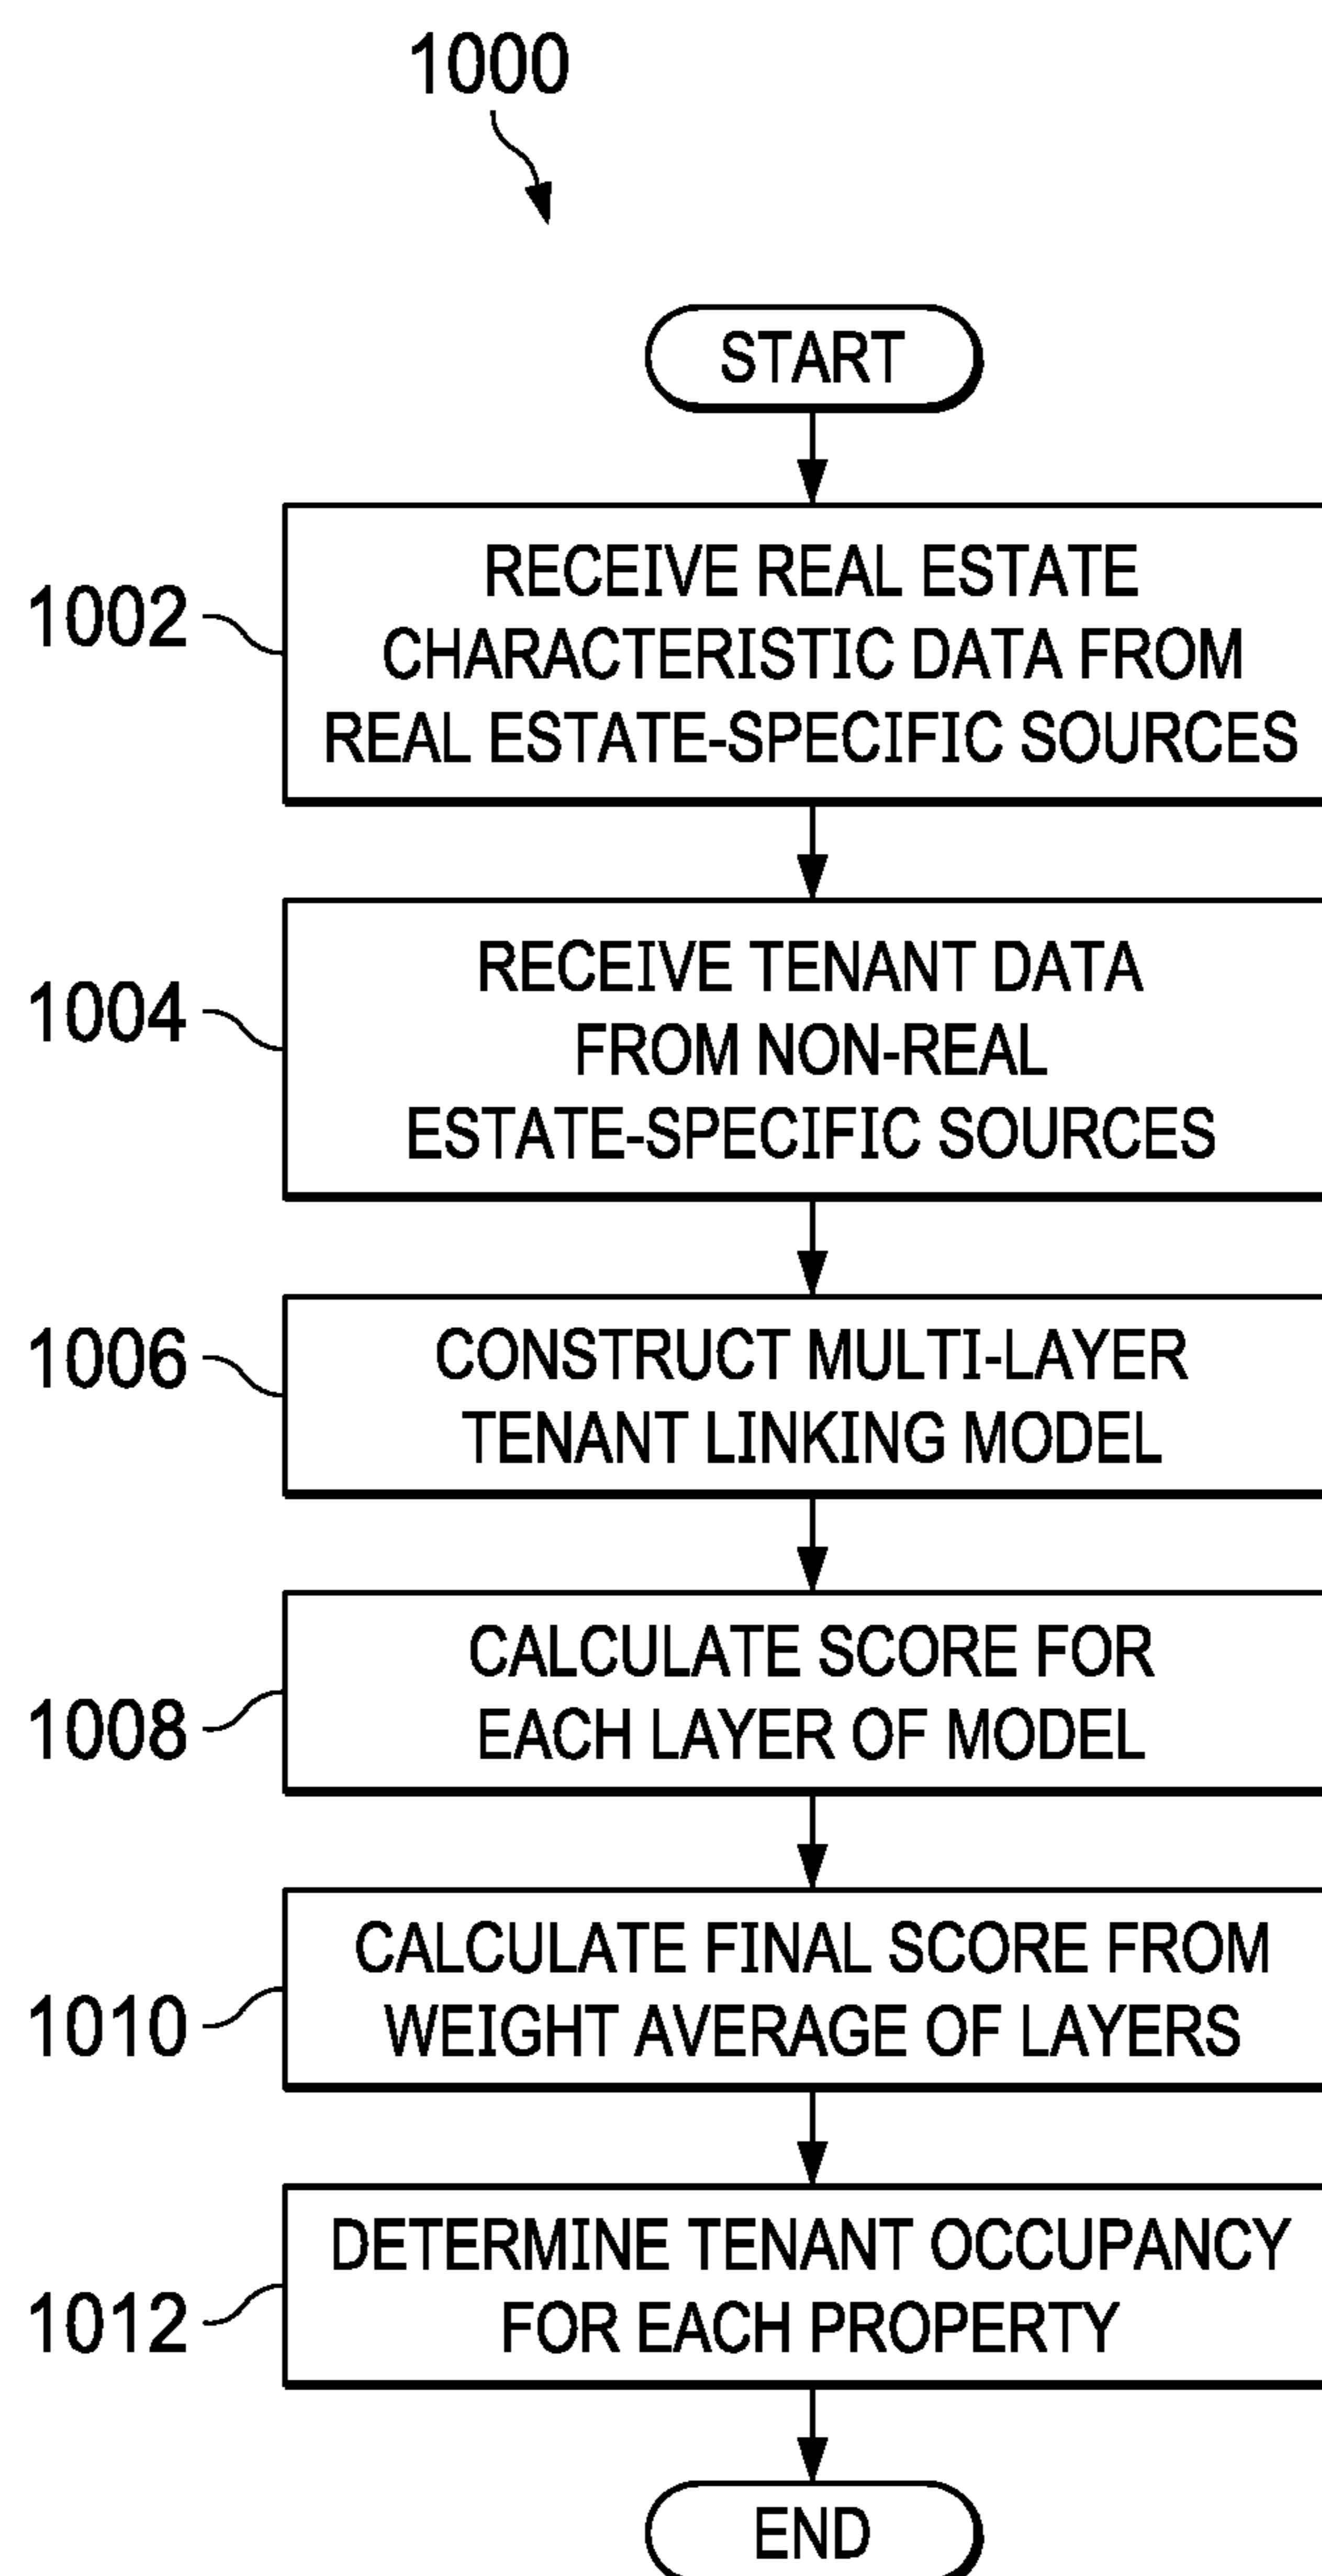 1000
START
1002
RECEIVE REAL ESTATE
CHARACTERISTIC DATA FROM
REAL ESTATE-SPECIFIC SOURCES
1004
RECEIVE TENANT DATA
FROM NON-REAL
ESTATE-SPECIFIC SOURCES
1006
CONSTRUCT MULTI-LAYER
TENANT LINKING MODEL
1008
CALCULATE SCORE FOR
EACH LAYER OF MODEL
1010
CALCULATE FINAL SCORE FROM
WEIGHT AVERAGE OF LAYERS
1012
DETERMINE TENANT OCCUPANCY
FOR EACH PROPERTY
END